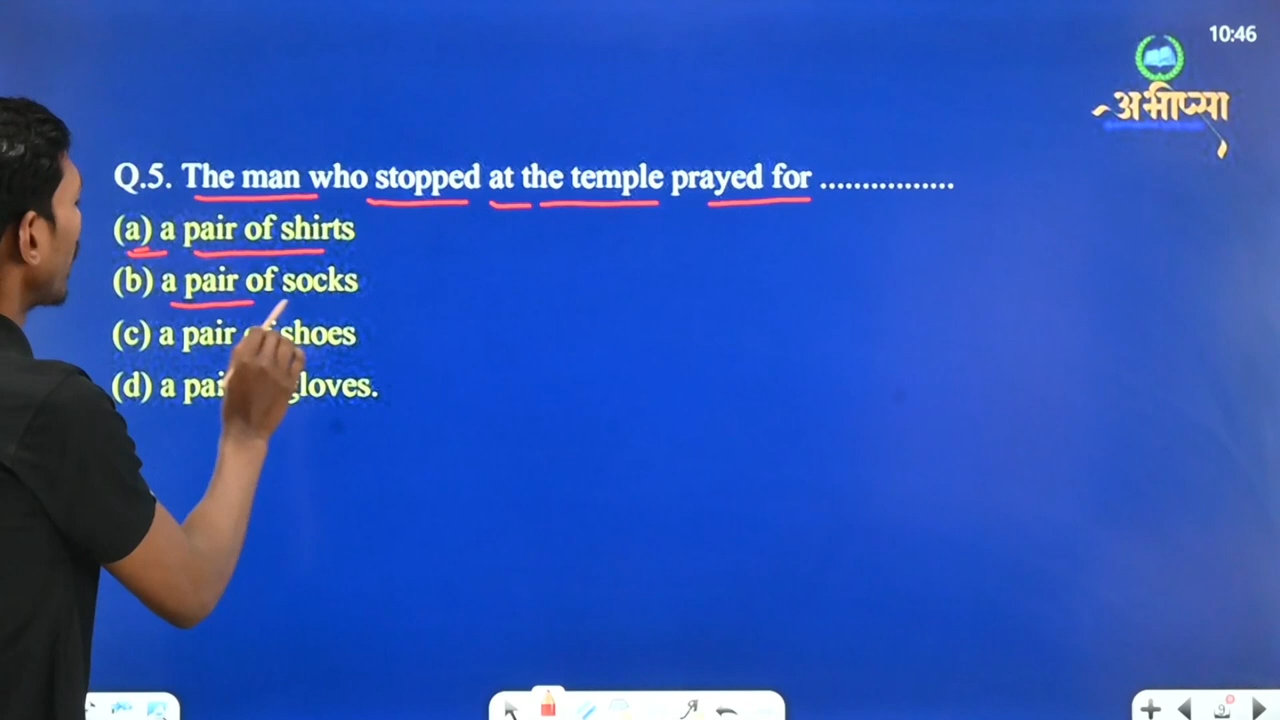 10:46
अभीप्सा
Q.5. The man who stopped at the temple prayed for ................
(a) a pair of shirts
(b) a pair of socks
(c) a pair of shoes
(d) a pair gloves.
9